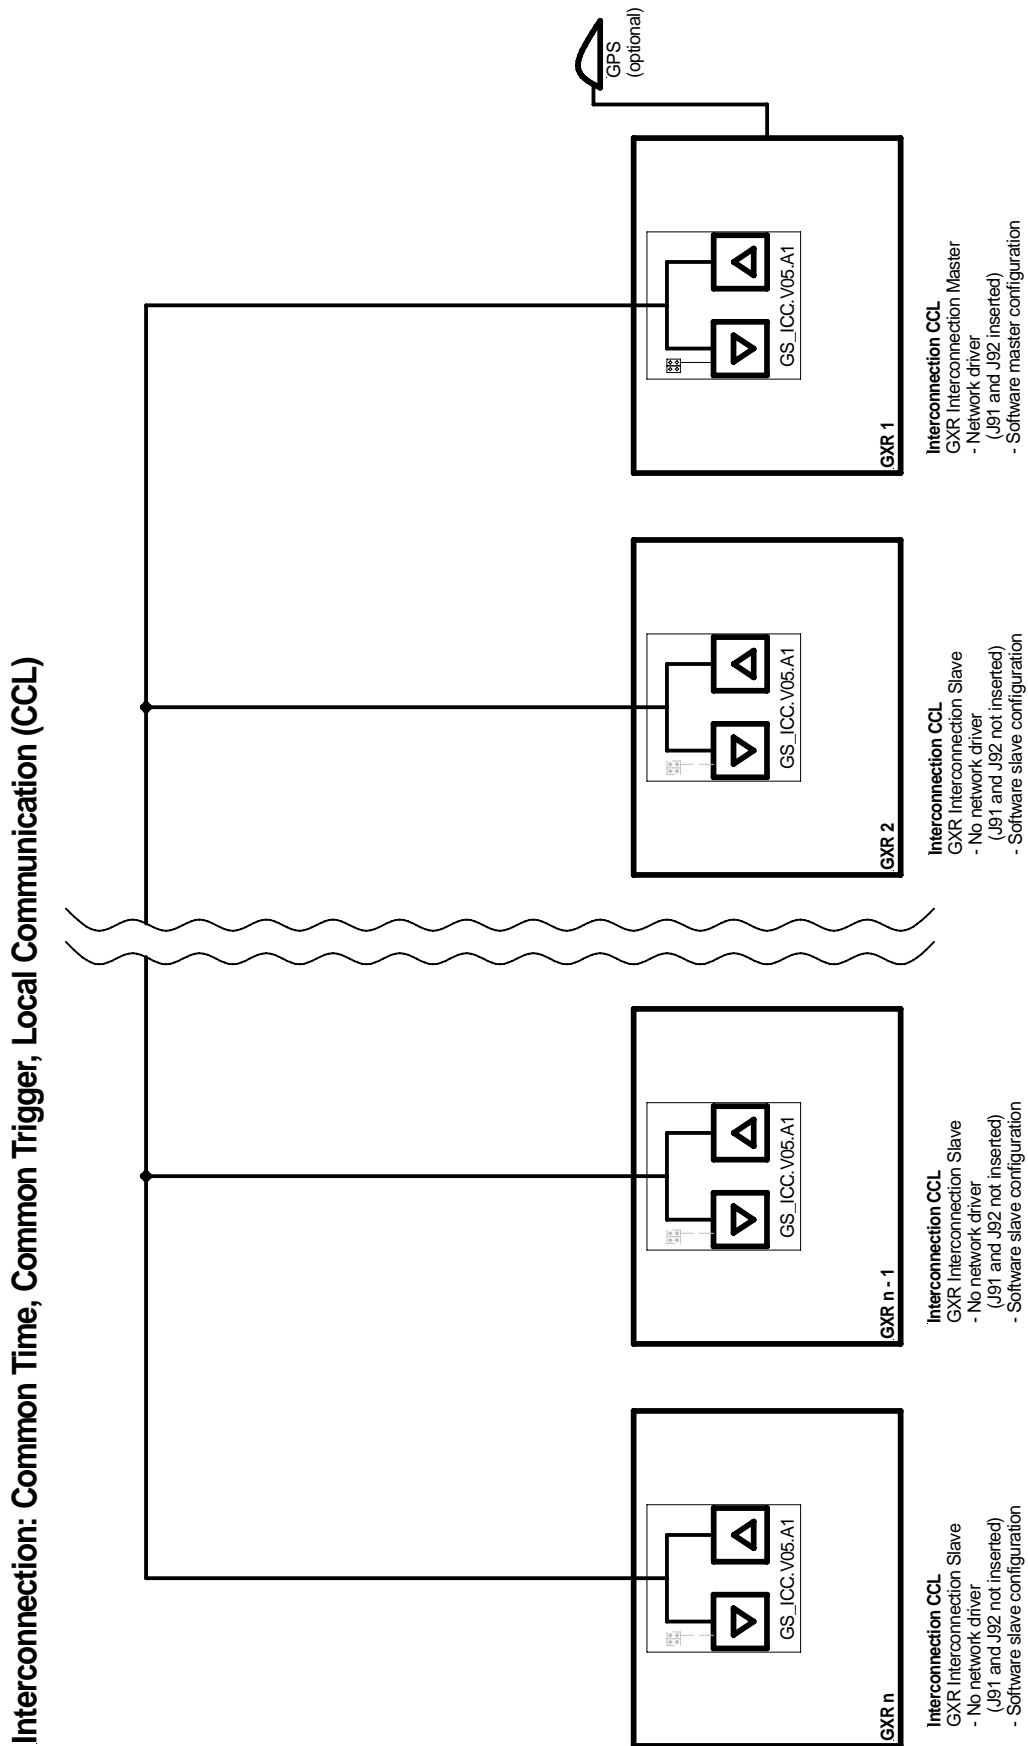 Interconnection: Common Time, Common Trigger, Local Communication (CCL)
GPS
(optional)
GS_ICC.V05.A1
GXR n
Interconnection CCL
GXR Interconnection Slave
- No network driver
(J91 and J92 not inserted)
- Software slave configuration
GS_ICC.V05.A1
GXR n - 1
Interconnection CCL
GXR Interconnection Slave
- No network driver
(J91 and J92 not inserted)
- Software slave configuration
GS_ICC.V05.A1
GXR 2
Interconnection CCL
GXR Interconnection Slave
- No network driver
(J91 and J92 not inserted)
- Software slave configuration
GS_ICC.V05.A1
GXR 1
Interconnection CCL
GXR Interconnection Master
- Network driver
(J91 and J92 inserted)
- Software master configuration